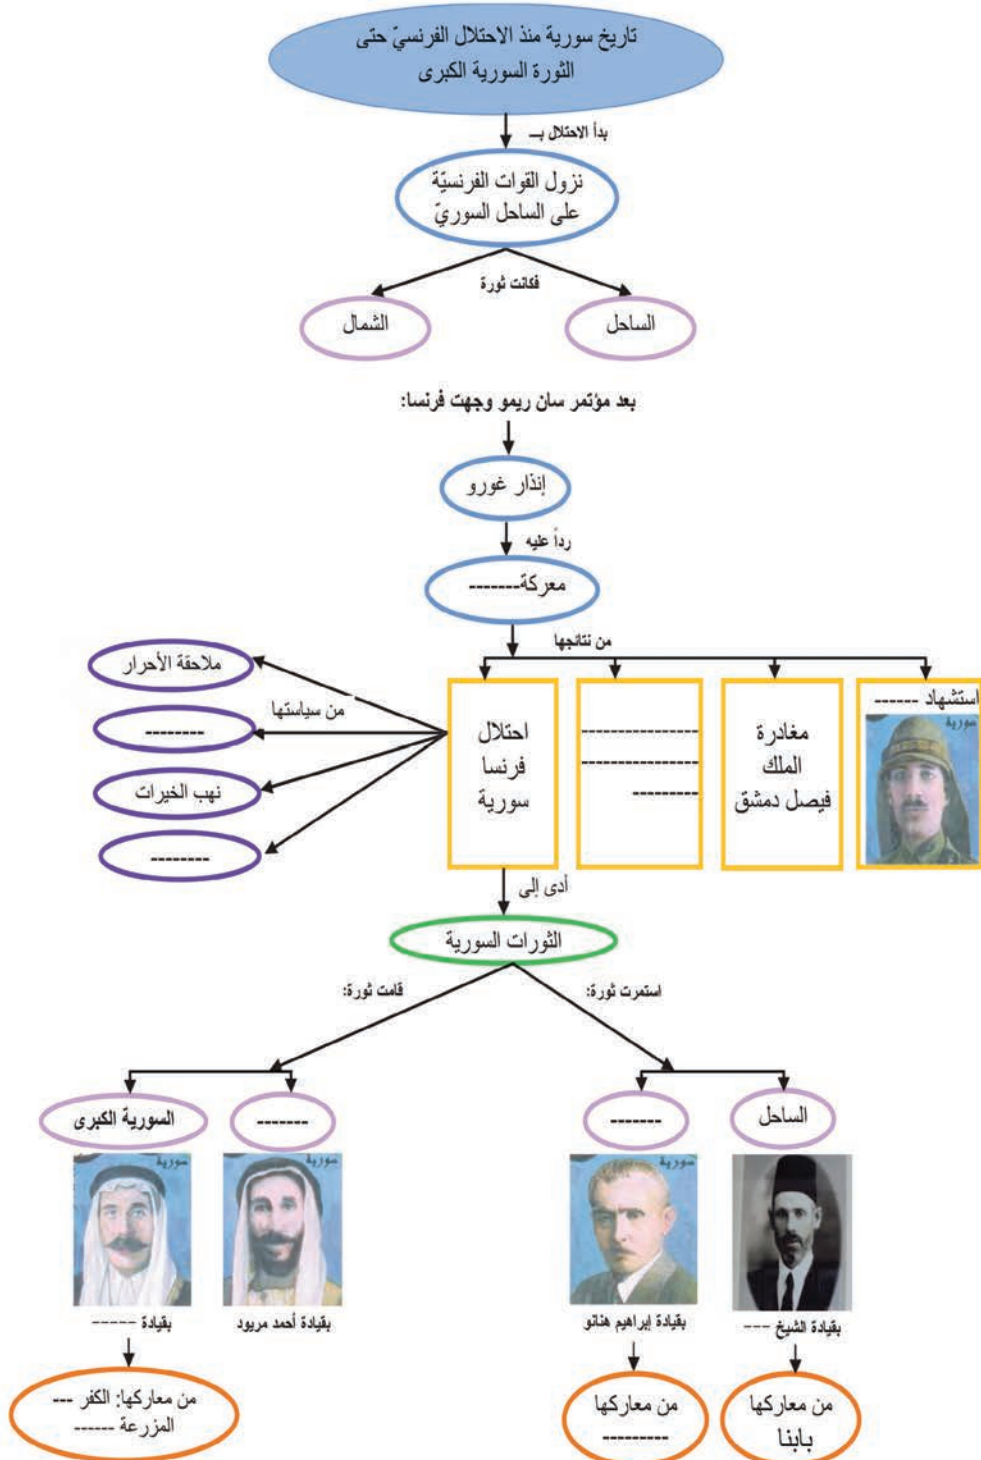 تاريخ سورية منذ الاحتلال الفرنسيّ حتى
الثورة السورية الكبرى
بدأ الاحتلال بـ
نزول القوات الفرنسيّة
على الساحل السوريّ
فكانت ثورة
الساحل
الشمال
بعد مؤتمر سان ريمو وجهت فرنسا:
إنذار غورو
رداً عليه
معركة-------
من نتائجها
استشهاد ------
سورية
مغادرة
الملك
فيصل دمشق
----------------
----------------
---------
احتلال
فرنسا
سورية
من سياستها
ملاحقة الأحرار
--------
نهب الخيرات
--------
أدى إلى
الثورات السورية
استمرت ثورة:
قامت ثورة:
الساحل
-------
-------
السورية الكبرى
سورية
سورية
سورية
بقيادة الشيخ ---
بقيادة إبراهيم هنانو
بقيادة أحمد مريود
بقيادة -----
من معاركها
بابنا
من معاركها
---------
من معاركها: الكفر ---
المزرعة ------